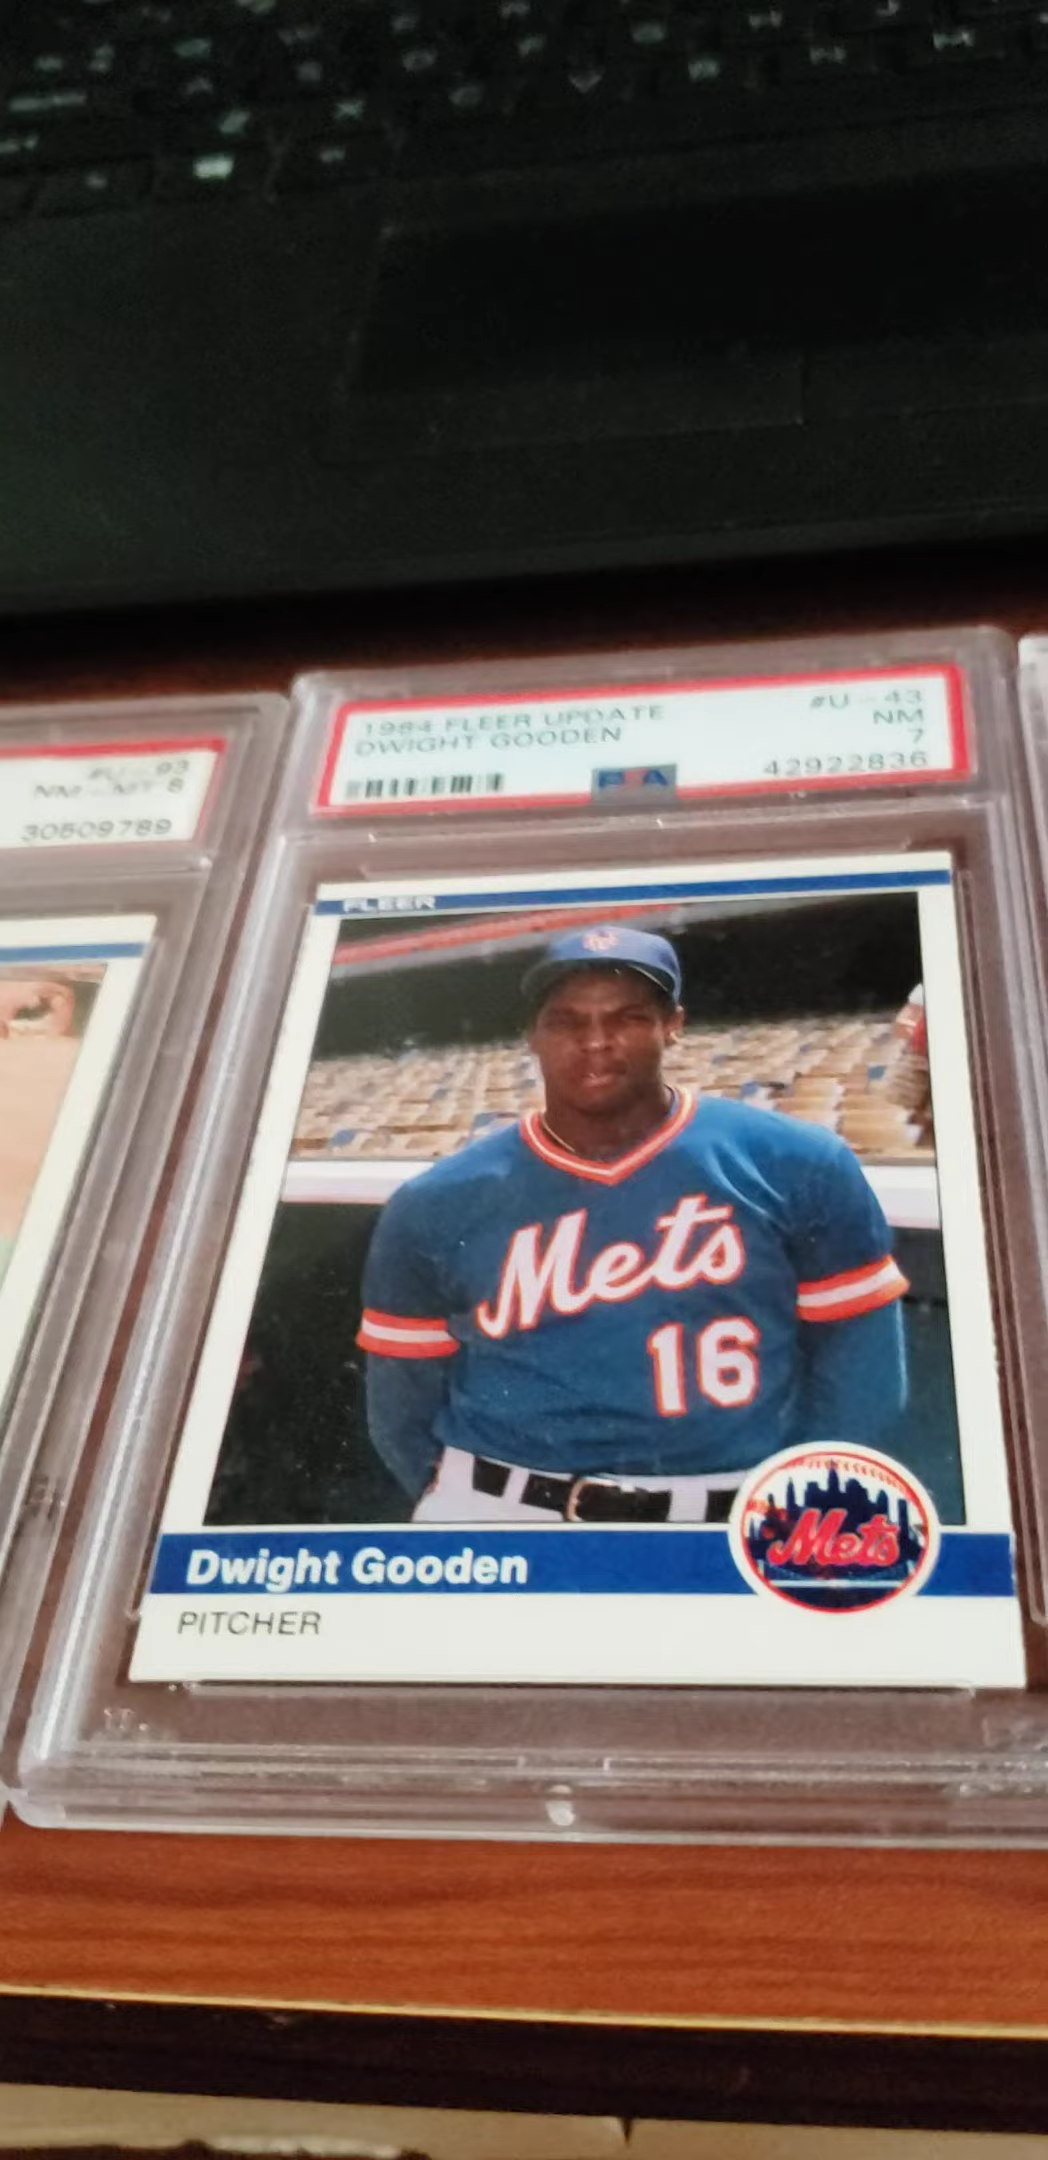 #U-93
NM-MT 8
30509789
1984 FLEER UPDATE
#U-43
DWIGHT GOODEN
NM
7
PSA
42922836
FLEER
Mets
16
Mets
Dwight Gooden
PITCHER